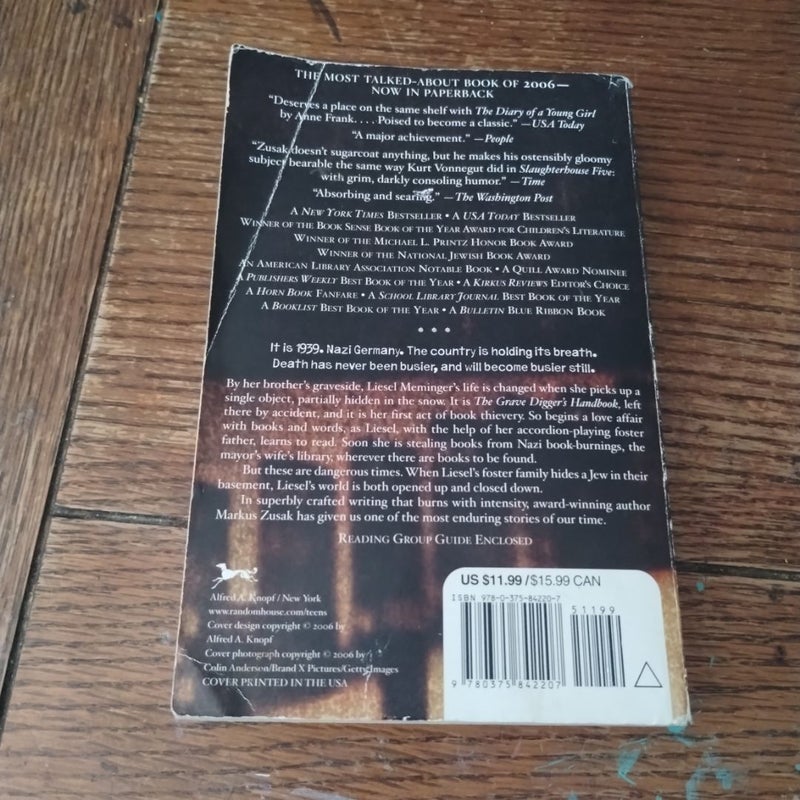 THE MOST TALKED-ABOUT BOOK OF 2006—
NOW IN PAPERBACK
“Deserves a place on the same shelf with The Diary of a Young Girl
by Anne Frank. . . . Poised to become a classic.” —USA Today
“A major achievement.” —People
“Zusak doesn’t sugarcoat anything, but he makes his ostensibly gloomy
subject bearable the same way Kurt Vonnegut did in Slaughterhouse Five:
with grim, darkly consoling humor.” —Time
“Absorbing and searing.” —The Washington Post
A NEW YORK TIMES BESTSELLER • A USA TODAY BESTSELLER
WINNER OF THE BOOK SENSE BOOK OF THE YEAR AWARD FOR CHILDREN’S LITERATURE
WINNER OF THE MICHAEL L. PRINTZ HONOR BOOK AWARD
WINNER OF THE NATIONAL JEWISH BOOK AWARD
AN AMERICAN LIBRARY ASSOCIATION NOTABLE BOOK • A QUILL AWARD NOMINEE
A PUBLISHERS WEEKLY BEST BOOK OF THE YEAR • A KIRKUS REVIEWS EDITOR’S CHOICE
A HORN BOOK FANFARE • A SCHOOL LIBRARY JOURNAL BEST BOOK OF THE YEAR
A BOOKLIST BEST BOOK OF THE YEAR • A BULLETIN BLUE RIBBON BOOK
• • •
It is 1939. Nazi Germany. The country is holding its breath.
Death has never been busier, and will become busier still.
By her brother’s graveside, Liesel Meminger’s life is changed when she picks up a
single object, partially hidden in the snow. It is The Grave Digger’s Handbook, left
there by accident, and it is her first act of book thievery. So begins a love affair
with books and words, as Liesel, with the help of her accordion-playing foster
father, learns to read. Soon she is stealing books from Nazi book-burnings, the
mayor’s wife’s library, wherever there are books to be found.
But these are dangerous times. When Liesel’s foster family hides a Jew in their
basement, Liesel’s world is both opened up and closed down.
In superbly crafted writing that burns with intensity, award-winning author
Markus Zusak has given us one of the most enduring stories of our time.
READING GROUP GUIDE ENCLOSED
Alfred A. Knopf / New York
www.randomhouse.com/teens
Cover design copyright © 2006 by
Alfred A. Knopf
Cover photograph copyright © 2006 by
Colin Anderson/Brand X Pictures/Getty Images
COVER PRINTED IN THE USA
US $11.99 / $15.99 CAN
ISBN 978-0-375-84220-7
51199
9 780375 842207